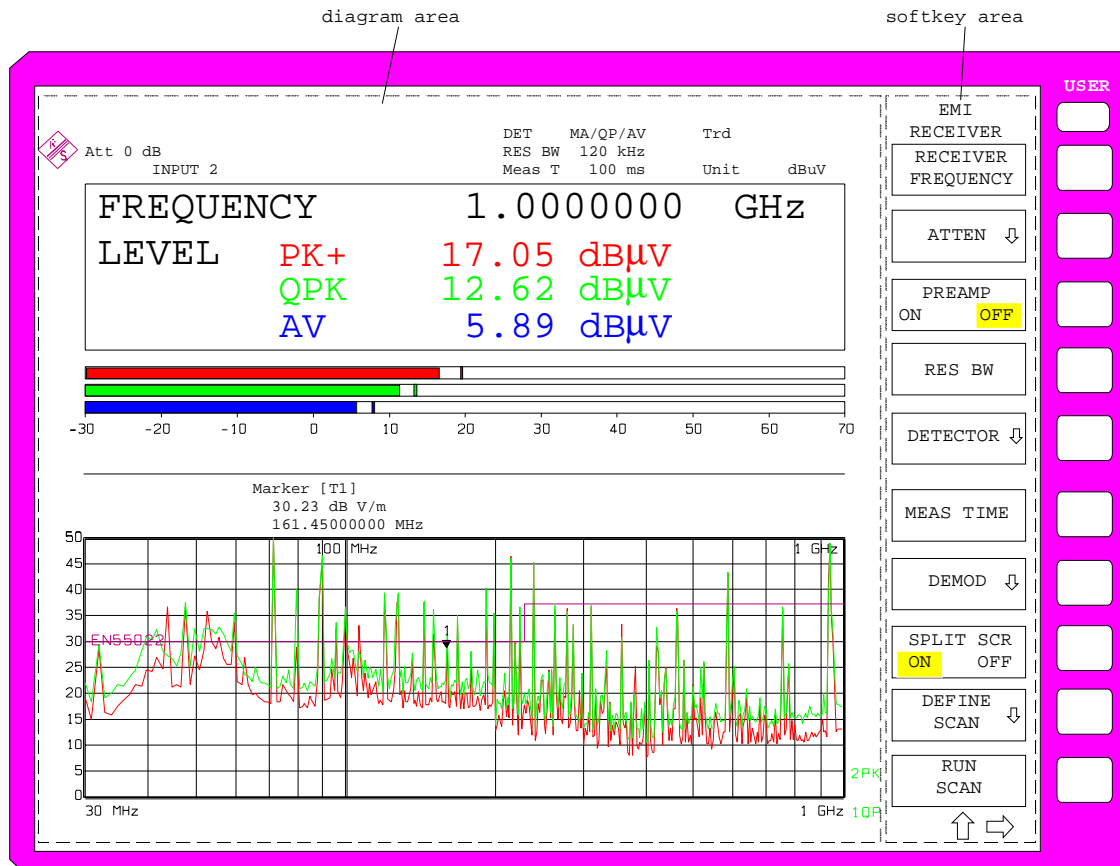 diagram area
softkey area
USER
Att 0 dB
INPUT 2
DET MA/QP/AV Trd
RES BW 120 kHz
Meas T 100 ms Unit dBuV
FREQUENCY 1.0000000 GHz
LEVEL PK+ 17.05 dBµV
QPK 12.62 dBµV
AV 5.89 dBµV
-30 -20 -10 0 10 20 30 40 50 60 70
Marker [T1]
30.23 dB V/m
161.45000000 MHz
100 MHz 1 GHz
50
45
40
35
30
25
20
15
10
5
0
EN55022
1
30 MHz 1 GHz
2PK
1QP
EMI
RECEIVER
RECEIVER
FREQUENCY
ATTEN
PREAMP
ON OFF
RES BW
DETECTOR
MEAS TIME
DEMOD
SPLIT SCR
ON OFF
DEFINE
SCAN
RUN
SCAN